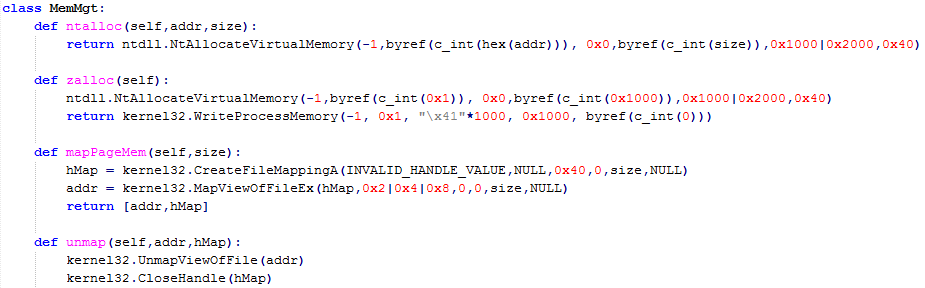 class MemMgt:
def ntalloc(self,addr,size):
return ntdll.NtAllocateVirtualMemory(-1,byref(c_int(hex(addr))), 0x0,byref(c_int(size)),0x1000|0x2000,0x40)
def zalloc(self):
ntdll.NtAllocateVirtualMemory(-1,byref(c_int(0x1)), 0x0,byref(c_int(0x1000)),0x1000|0x2000,0x40)
return kernel32.WriteProcessMemory(-1, 0x1, "\x41"*1000, 0x1000, byref(c_int(0)))
def mapPageMem(self,size):
hMap = kernel32.CreateFileMappingA(INVALID_HANDLE_VALUE,NULL,0x40,0,size,NULL)
addr = kernel32.MapViewOfFileEx(hMap,0x2|0x4|0x8,0,0,size,NULL)
return [addr,hMap]
def unmap(self,addr,hMap):
kernel32.UnmapViewOfFile(addr)
kernel32.CloseHandle(hMap)